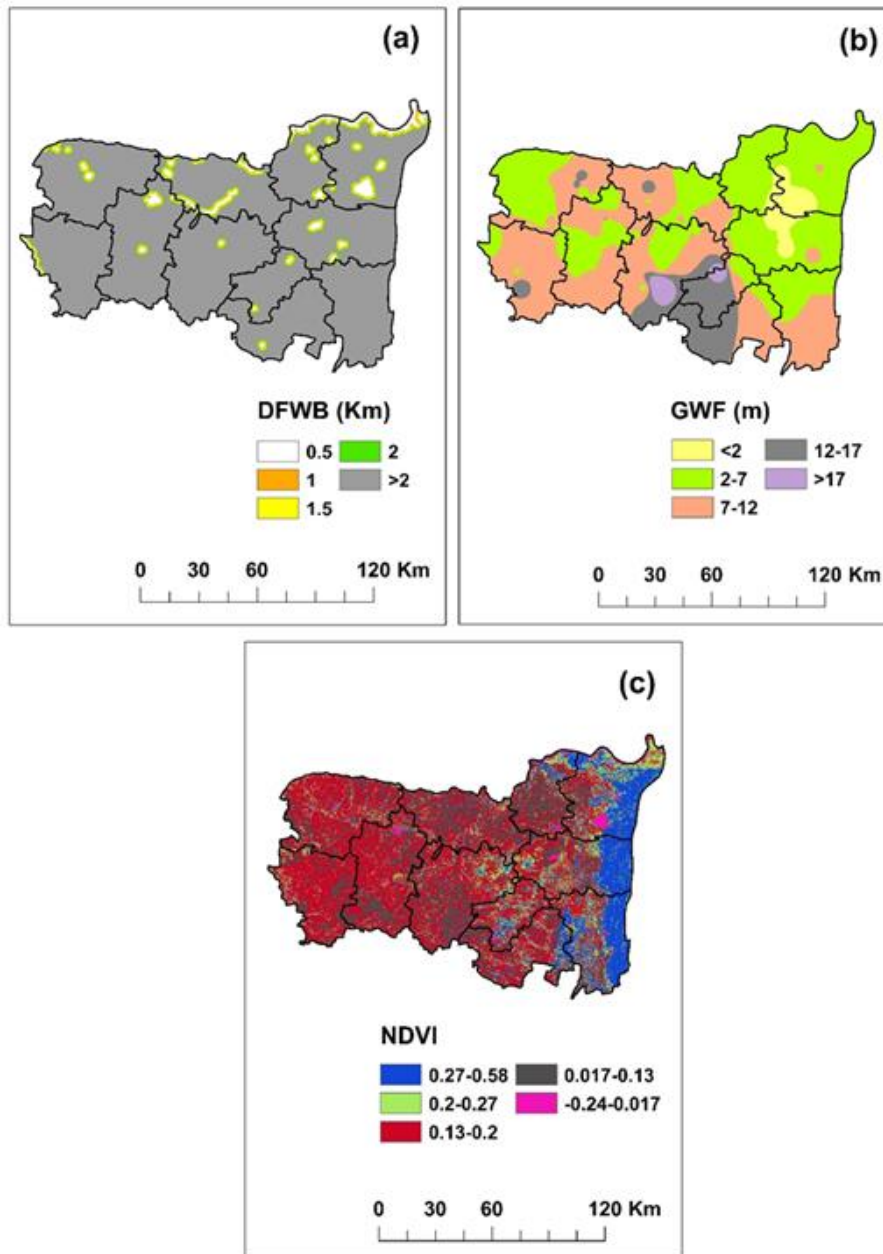 (a)
DFWB (Km)
0.5 2
1 >2
1.5
0 30 60 120 Km
(b)
GWF (m)
<2 12-17
2-7 >17
7-12
0 30 60 120 Km
(c)
NDVI
0.27-0.58 0.017-0.13
0.2-0.27 -0.24-0.017
0.13-0.2
0 30 60 120 Km